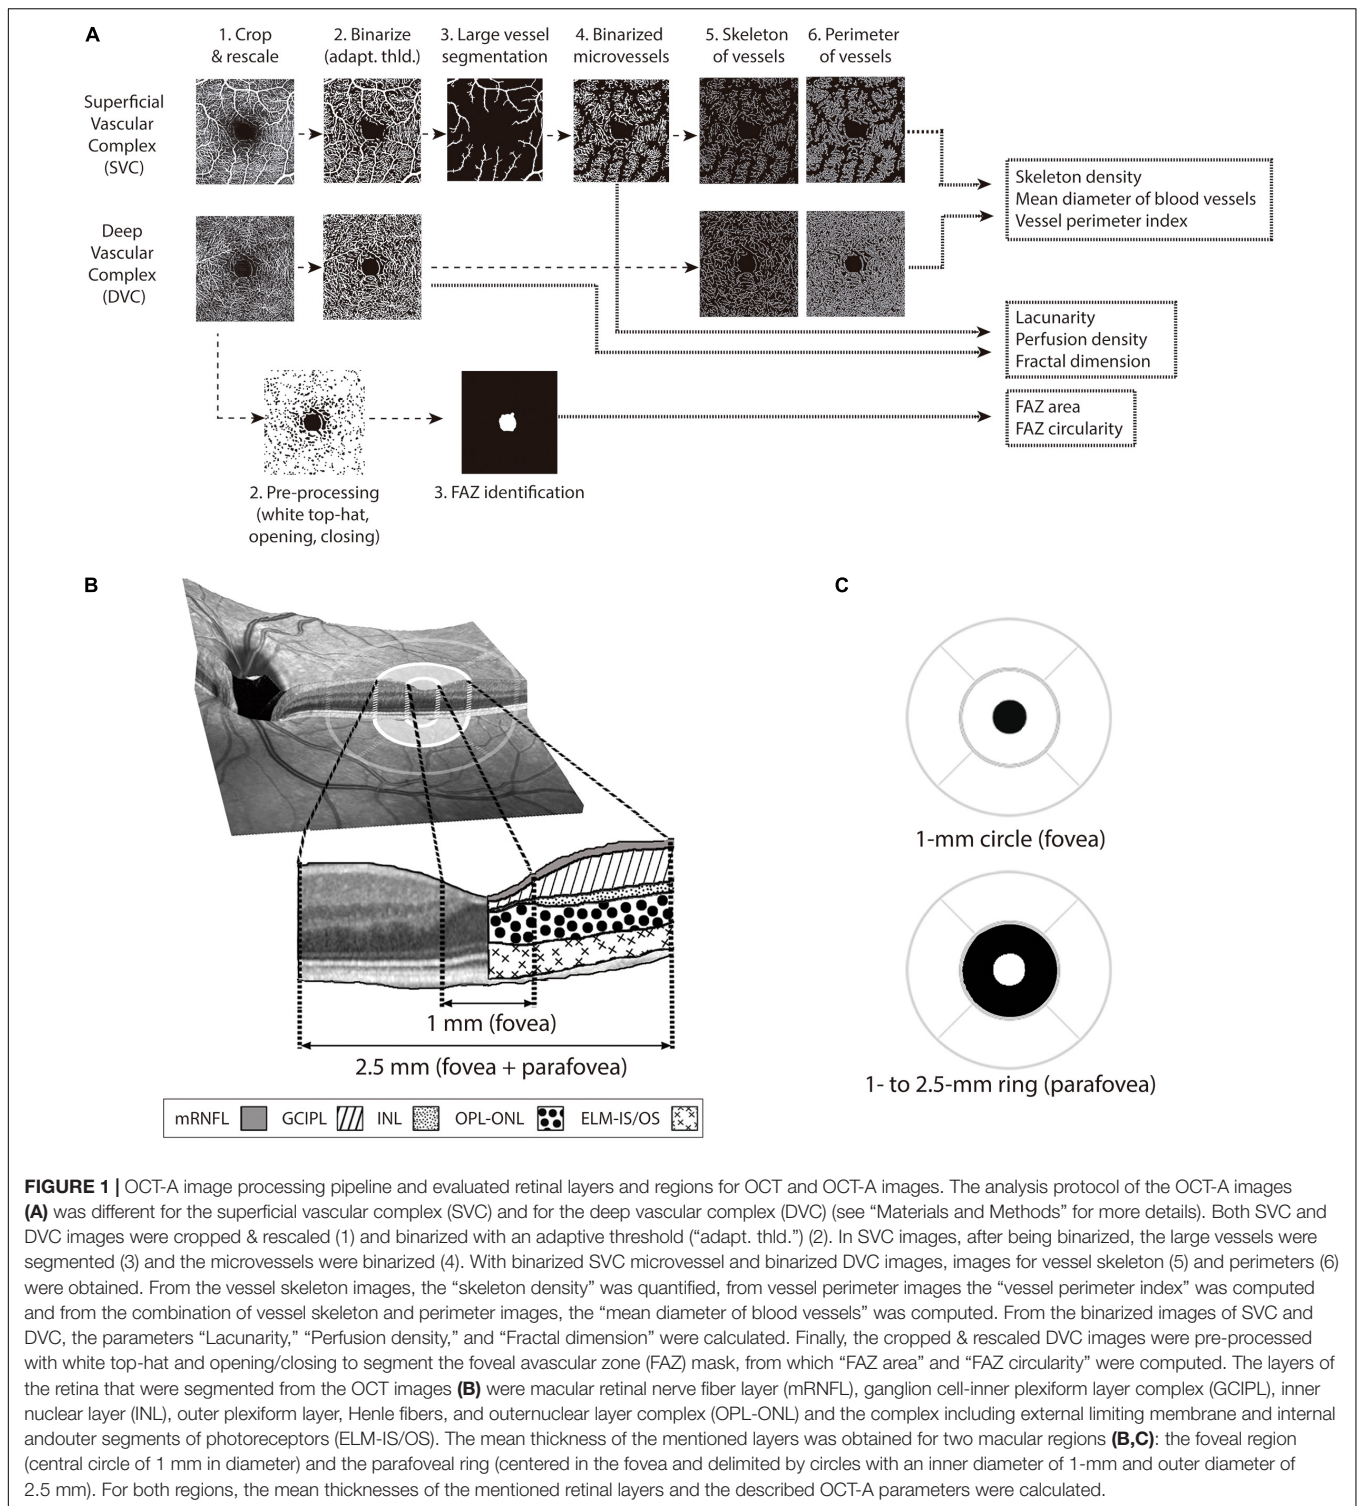 A
1. Crop
& rescale
2. Binarize
(adapt. thld.)
3. Large vessel
segmentation
4. Binarized
microvessels
5. Skeleton
of vessels
6. Perimeter
of vessels
Superficial
Vascular
Complex
(SVC)
Skeleton density
Mean diameter of blood vessels
Vessel perimeter index
Deep
Vascular
Complex
(DVC)
Lacunarity
Perfusion density
Fractal dimension
FAZ area
FAZ circularity
2. Pre-processing
(white top-hat,
opening, closing)
3. FAZ identification
B
1 mm (fovea)
2.5 mm (fovea + parafovea)
mRNFL GCIPL INL OPL-ONL ELM-IS/OS
C
1-mm circle (fovea)
1- to 2.5-mm ring (parafovea)
FIGURE 1 | OCT-A image processing pipeline and evaluated retinal layers and regions for OCT and OCT-A images. The analysis protocol of the OCT-A images
(A) was different for the superficial vascular complex (SVC) and for the deep vascular complex (DVC) (see “Materials and Methods” for more details). Both SVC and
DVC images were cropped & rescaled (1) and binarized with an adaptive threshold (“adapt. thld.”) (2). In SVC images, after being binarized, the large vessels were
segmented (3) and the microvessels were binarized (4). With binarized SVC microvessel and binarized DVC images, images for vessel skeleton (5) and perimeters (6)
were obtained. From the vessel skeleton images, the “skeleton density” was quantified, from vessel perimeter images the “vessel perimeter index” was computed
and from the combination of vessel skeleton and perimeter images, the “mean diameter of blood vessels” was computed. From the binarized images of SVC and
DVC, the parameters “Lacunarity,” “Perfusion density,” and “Fractal dimension” were calculated. Finally, the cropped & rescaled DVC images were pre-processed
with white top-hat and opening/closing to segment the foveal avascular zone (FAZ) mask, from which “FAZ area” and “FAZ circularity” were computed. The layers of
the retina that were segmented from the OCT images (B) were macular retinal nerve fiber layer (mRNFL), ganglion cell-inner plexiform layer complex (GCIPL), inner
nuclear layer (INL), outer plexiform layer, Henle fibers, and outernuclear layer complex (OPL-ONL) and the complex including external limiting membrane and internal
andouter segments of photoreceptors (ELM-IS/OS). The mean thickness of the mentioned layers was obtained for two macular regions (B,C): the foveal region
(central circle of 1 mm in diameter) and the parafoveal ring (centered in the fovea and delimited by circles with an inner diameter of 1-mm and outer diameter of
2.5 mm). For both regions, the mean thicknesses of the mentioned retinal layers and the described OCT-A parameters were calculated.